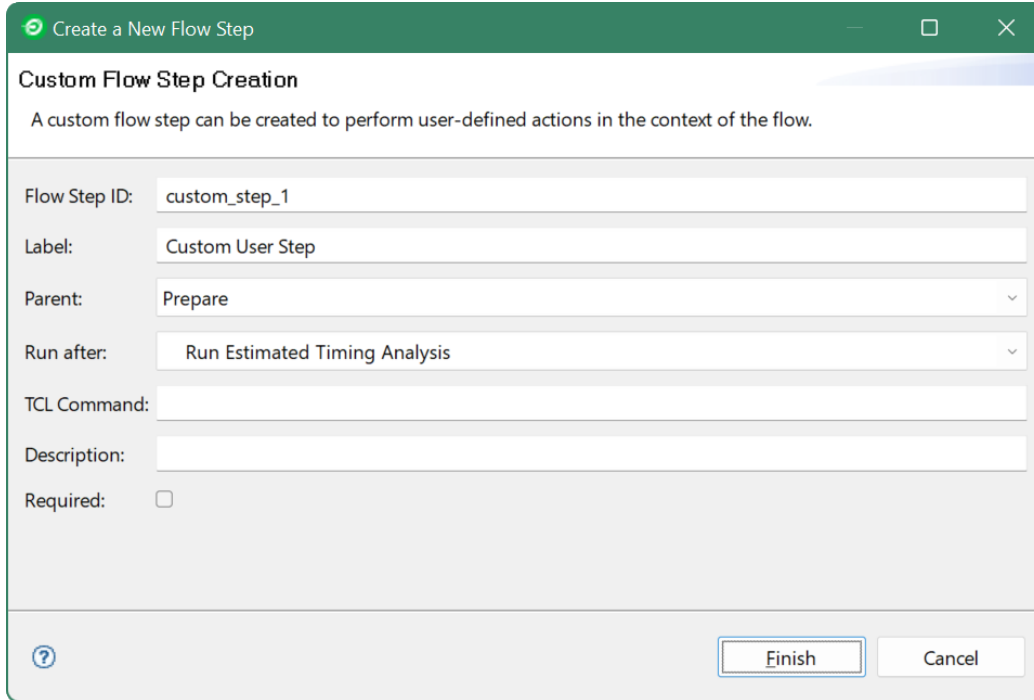 Create a New Flow Step
Custom Flow Step Creation
A custom flow step can be created to perform user-defined actions in the context of the flow.
Flow Step ID: custom_step_1
Label: Custom User Step
Parent: Prepare
Run after: Run Estimated Timing Analysis
TCL Command:
Description:
Required:
Finish Cancel